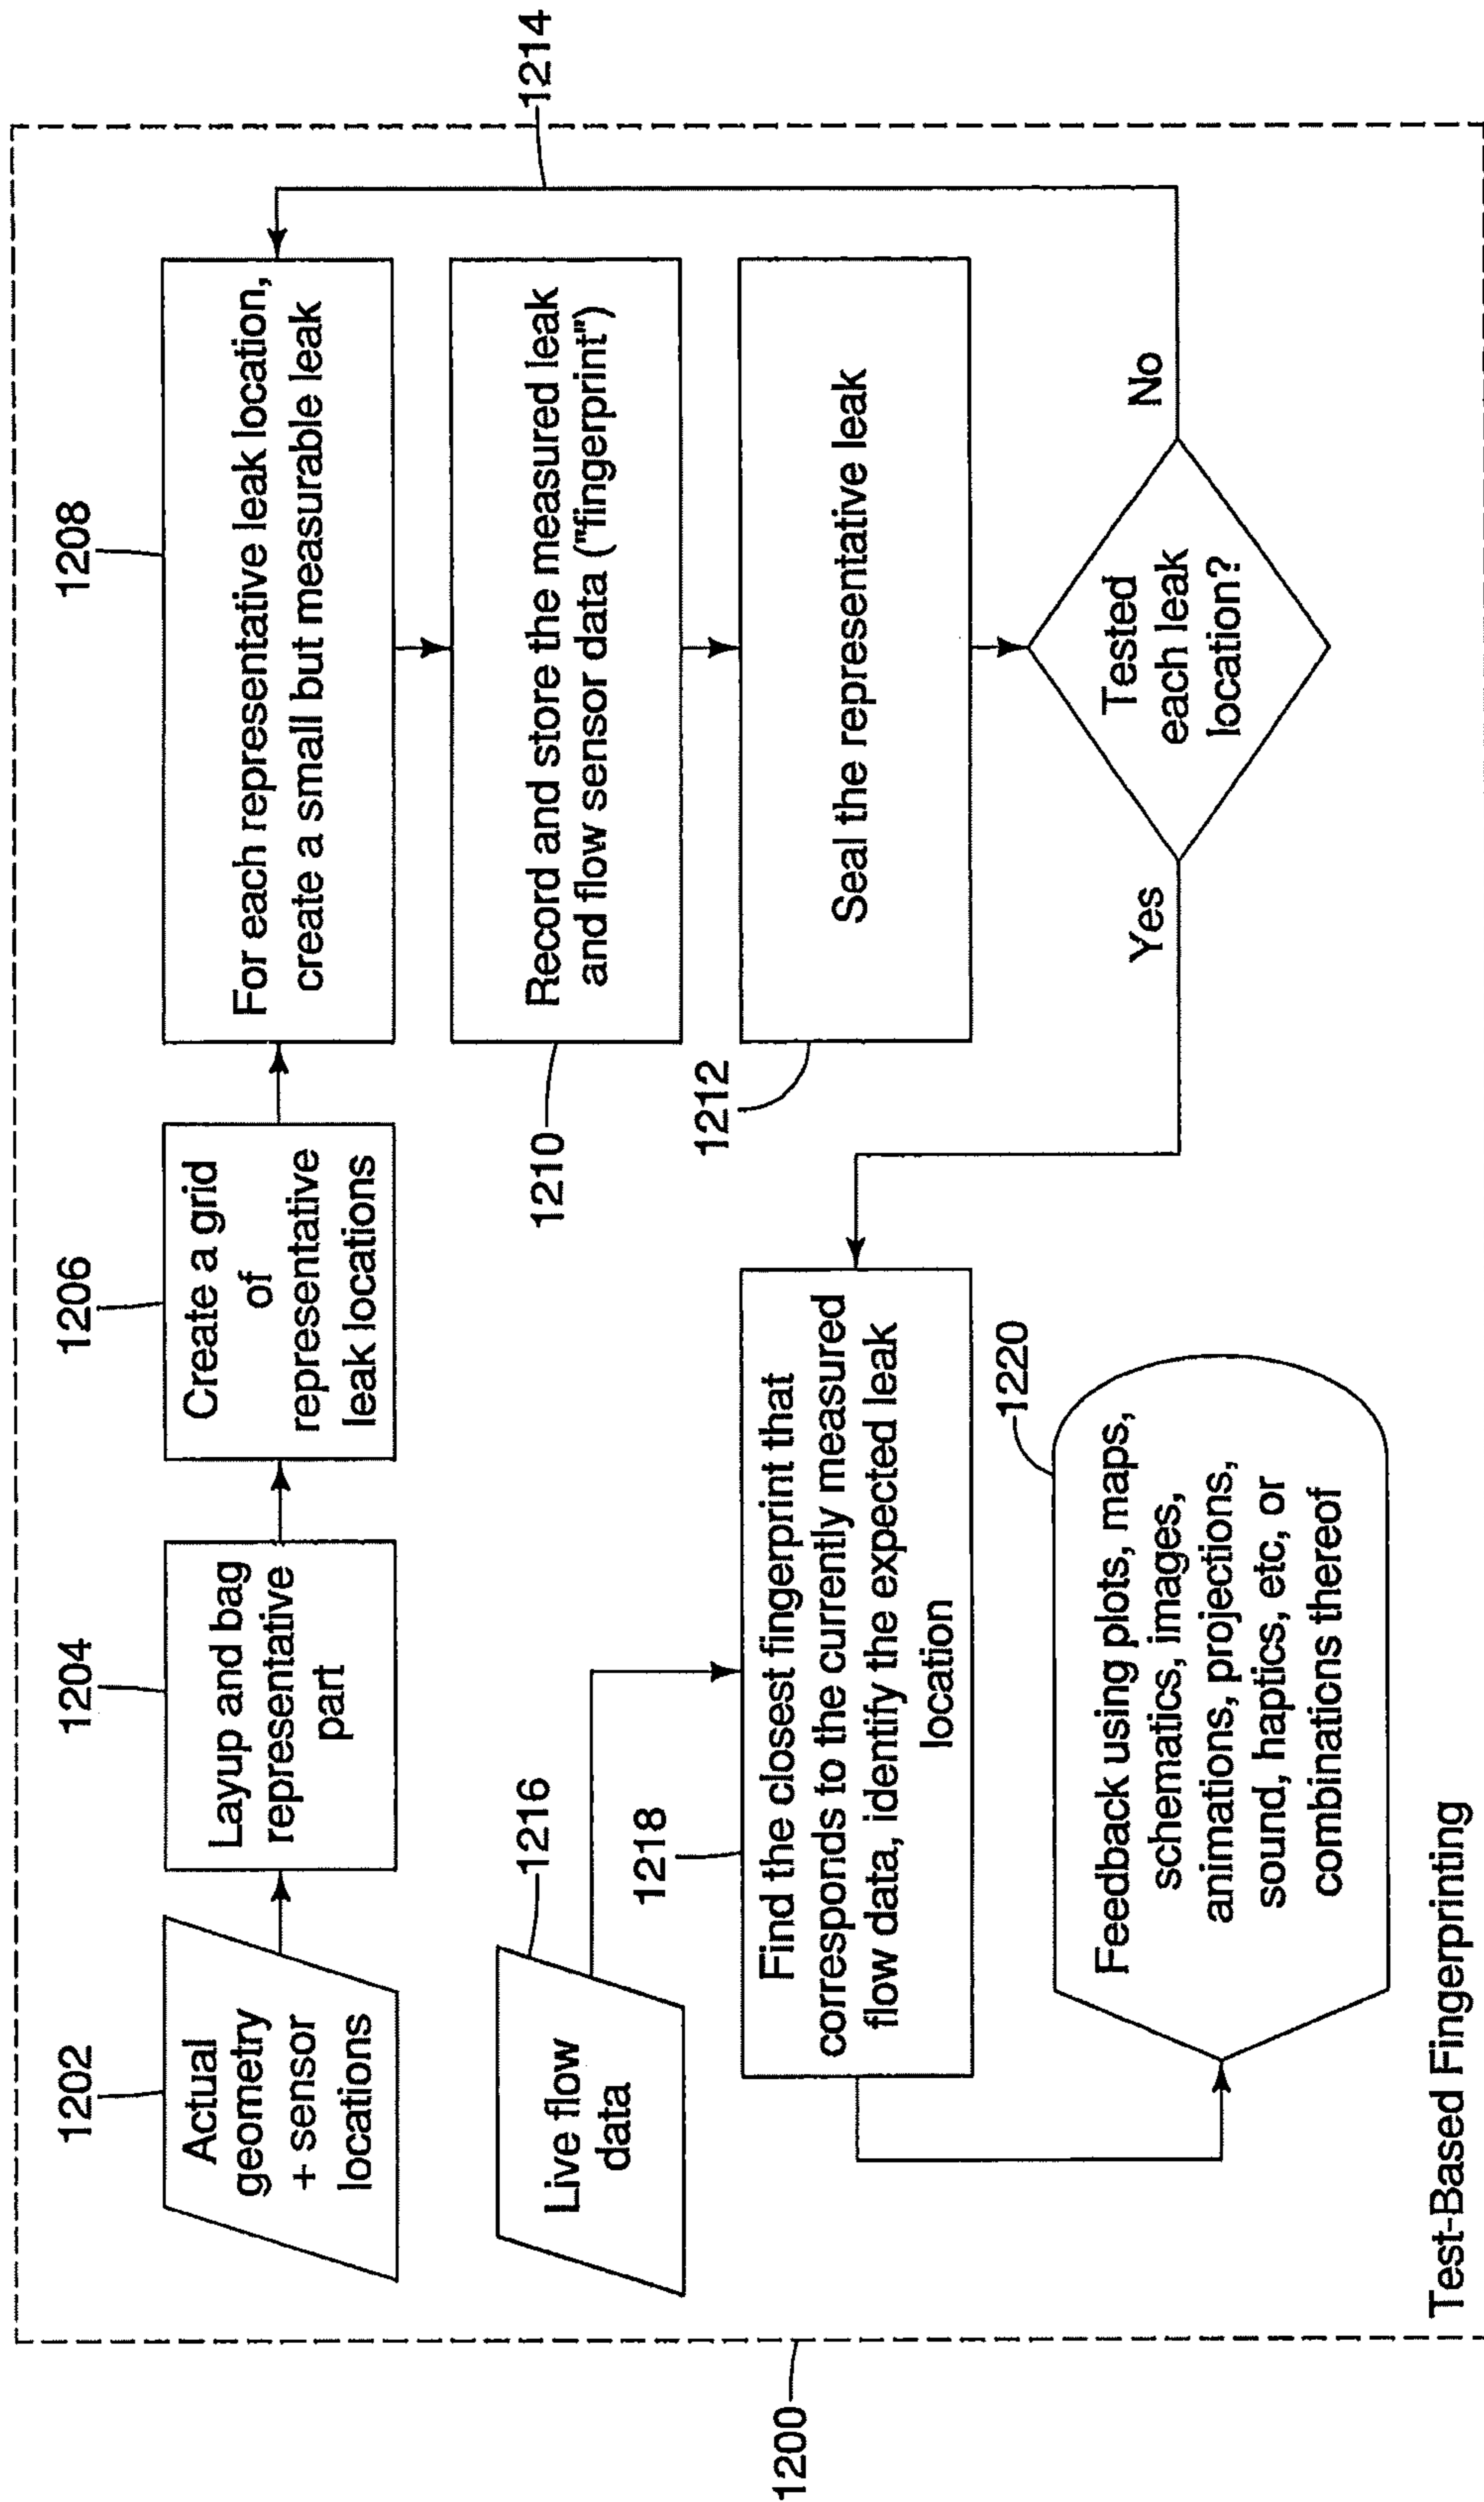 1202
Actual
geometry
+ sensor
locations
1204
Layup and bag
representative
part
1206
Create a grid
of
representative
leak locations
1208
For each representative leak location,
create a small but measurable leak
1210
Record and store the measured leak
and flow sensor data ("fingerprint")
1212
Seal the representative leak
Tested
each leak
location?
No
1214
Yes
1216
Live flow
data
1218
Find the closest fingerprint that
corresponds to the currently measured
flow data, identify the expected leak
location
1220
Feedback using plots, maps,
schematics, images,
animations, projections,
sound, haptics, etc, or
combinations thereof
1200
Test-Based Fingerprinting